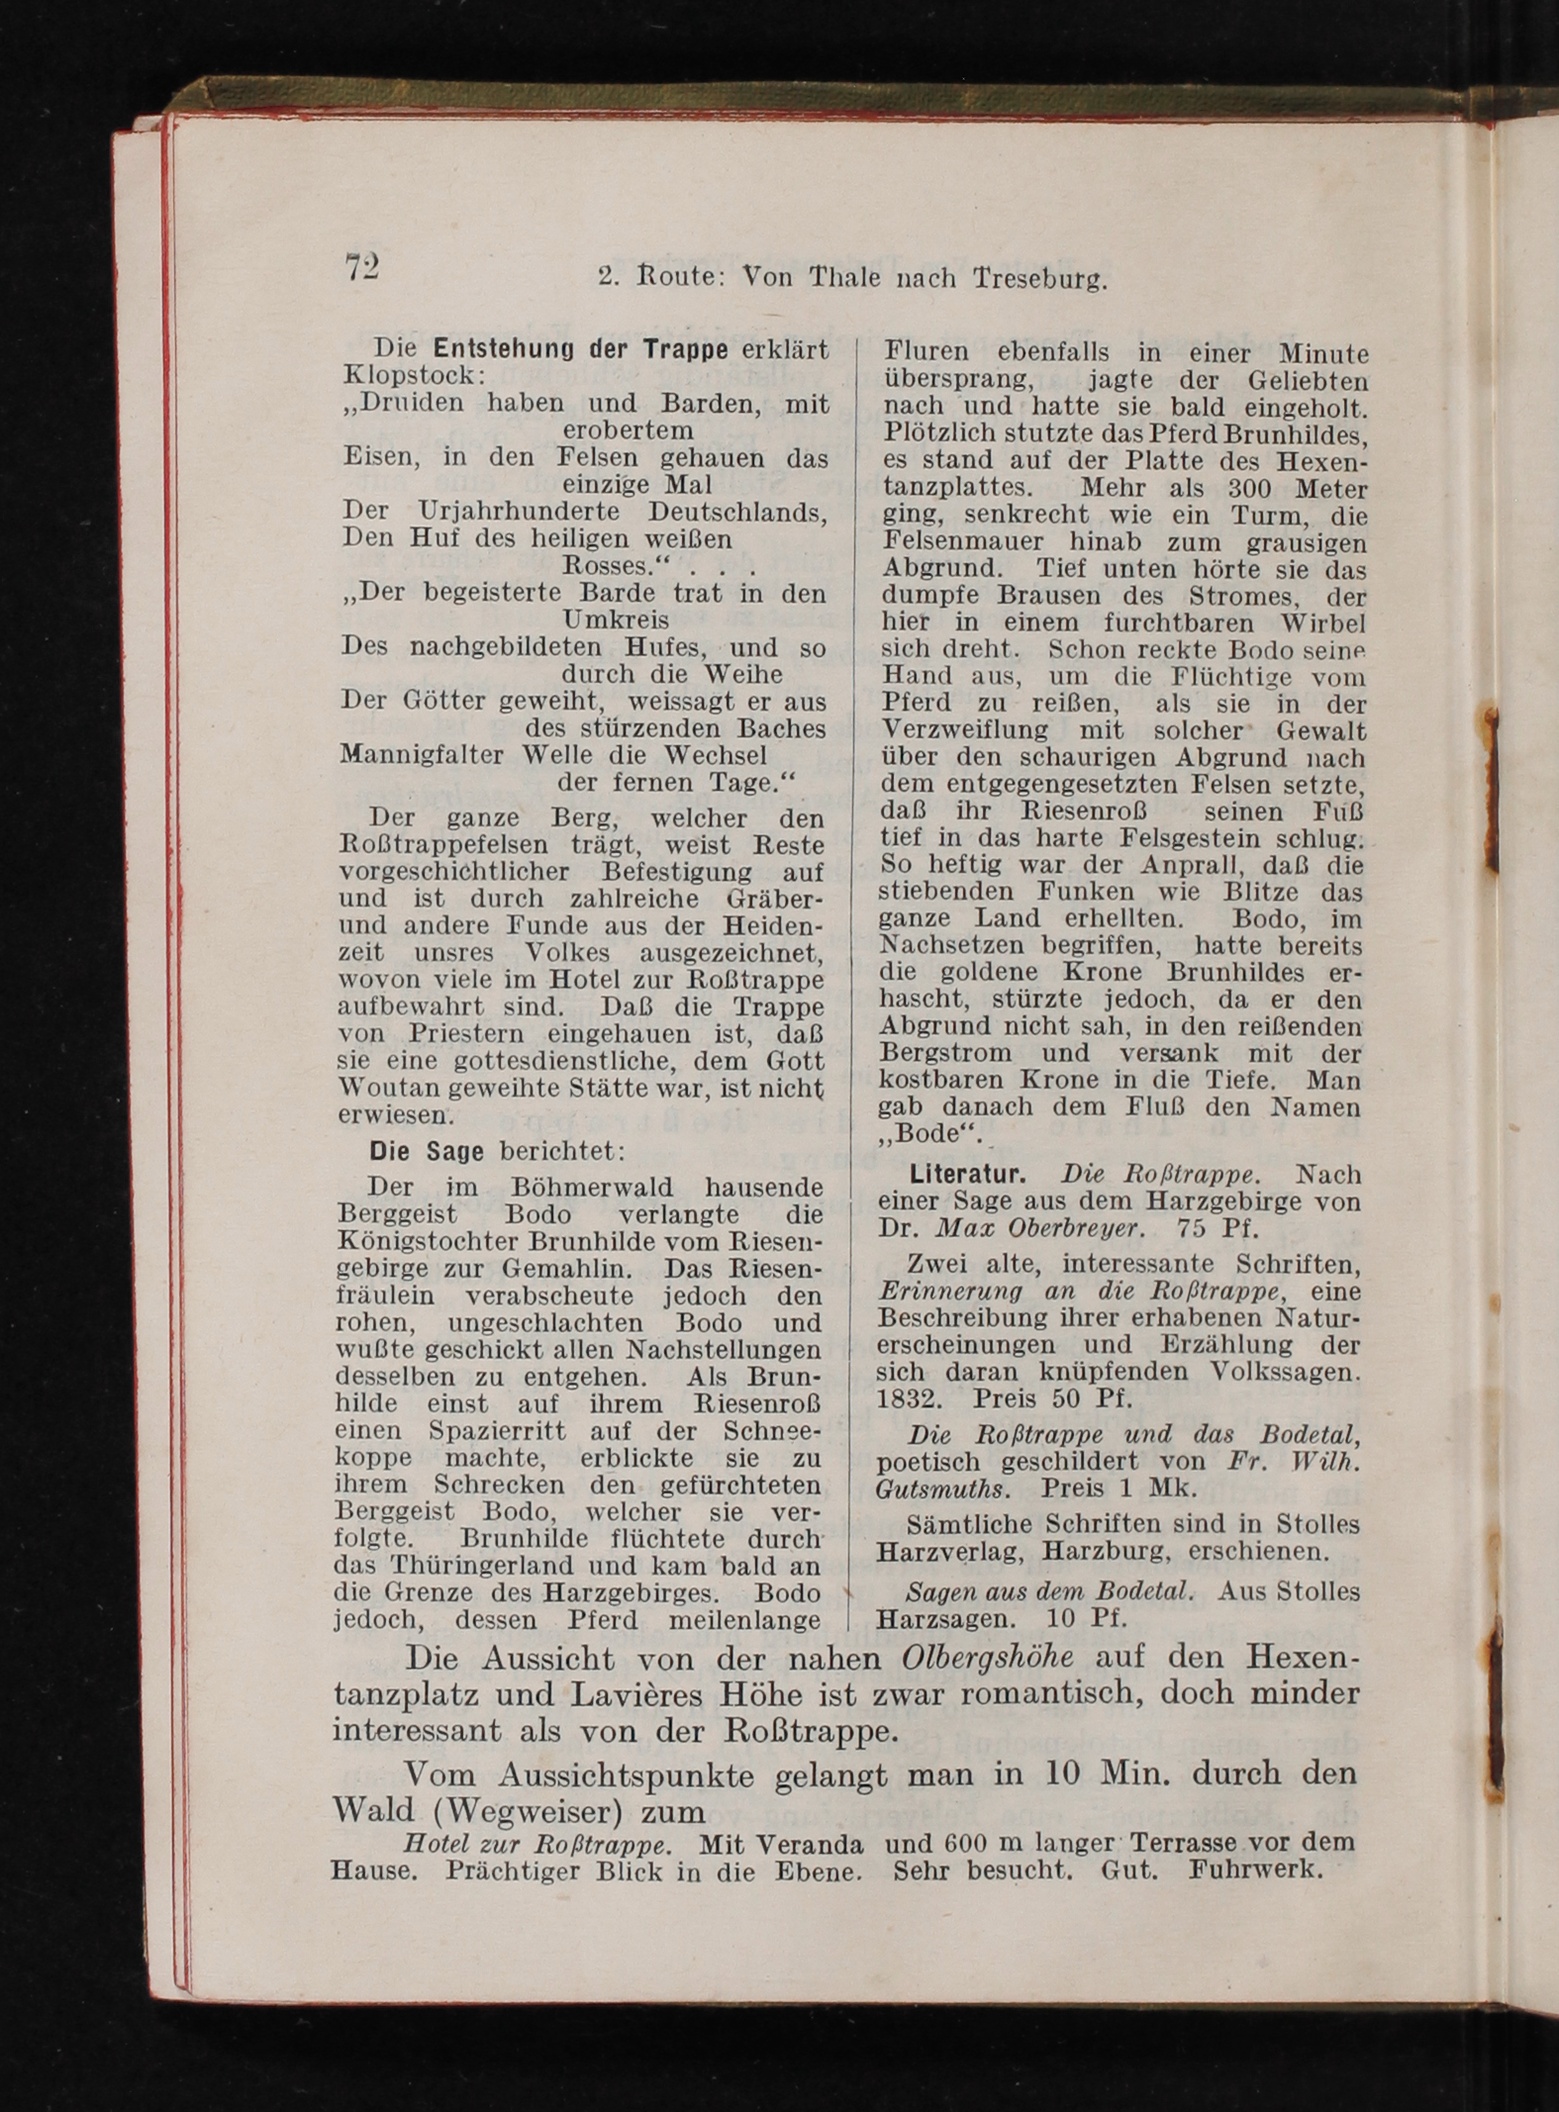 72
2. Route: Von Thale nach Treseburg.
Die Entstehung der Trappe erklärt
Klopstock:
„Druiden haben und Barden, mit
erobertem
Eisen, in den Felsen gehauen das
einzige Mal
Der Urjahrhunderte Deutschlands,
Den Huf des heiligen weißen
Rosses.“ . . .
„Der begeisterte Barde trat in den
Umkreis
Des nachgebildeten Hufes, und so
durch die Weihe
Der Götter geweiht, weissagt er aus
des stürzenden Baches
Mannigfalter Welle die Wechsel
der fernen Tage.“
Der ganze Berg, welcher den
Roßtrappefelsen trägt, weist Reste
vorgeschichtlicher Befestigung auf
und ist durch zahlreiche Gräber-
und andere Funde aus der Heiden-
zeit unsres Volkes ausgezeichnet,
wovon viele im Hotel zur Roßtrappe
aufbewahrt sind. Daß die Trappe
von Priestern eingehauen ist, daß
sie eine gottesdienstliche, dem Gott
Woutan geweihte Stätte war, ist nicht
erwiesen.
Die Sage berichtet:
Der im Böhmerwald hausende
Berggeist Bodo verlangte die
Königstochter Brunhilde vom Riesen-
gebirge zur Gemahlin. Das Riesen-
fräulein verabscheute jedoch den
rohen, ungeschlachten Bodo und
wußte geschickt allen Nachstellungen
desselben zu entgehen. Als Brun-
hilde einst auf ihrem Riesenroß
einen Spazierritt auf der Schnee-
koppe machte, erblickte sie zu
ihrem Schrecken den gefürchteten
Berggeist Bodo, welcher sie ver-
folgte. Brunhilde flüchtete durch
das Thüringerland und kam bald an
die Grenze des Harzgebirges. Bodo
jedoch, dessen Pferd meilenlange
Fluren ebenfalls in einer Minute
übersprang, jagte der Geliebten
nach und hatte sie bald eingeholt.
Plötzlich stutzte das Pferd Brunhildes,
es stand auf der Platte des Hexen-
tanzplattes. Mehr als 300 Meter
ging, senkrecht wie ein Turm, die
Felsenmauer hinab zum grausigen
Abgrund. Tief unten hörte sie das
dumpfe Brausen des Stromes, der
hier in einem furchtbaren Wirbel
sich dreht. Schon reckte Bodo seine
Hand aus, um die Flüchtige vom
Pferd zu reißen, als sie in der
Verzweiflung mit solcher Gewalt
über den schaurigen Abgrund nach
dem entgegengesetzten Felsen setzte,
daß ihr Riesenroß seinen Fuß
tief in das harte Felsgestein schlug.
So heftig war der Anprall, daß die
stiebenden Funken wie Blitze das
ganze Land erhellten. Bodo, im
Nachsetzen begriffen, hatte bereits
die goldene Krone Brunhildes er-
hascht, stürzte jedoch, da er den
Abgrund nicht sah, in den reißenden
Bergstrom und versank mit der
kostbaren Krone in die Tiefe. Man
gab danach dem Fluß den Namen
„Bode“.
Literatur. Die Roßtrappe. Nach
einer Sage aus dem Harzgebirge von
Dr. Max Oberbreyer. 75 Pf.
Zwei alte, interessante Schriften,
Erinnerung an die Roßtrappe, eine
Beschreibung ihrer erhabenen Natur-
erscheinungen und Erzählung der
sich daran knüpfenden Volkssagen.
1832. Preis 50 Pf.
Die Roßtrappe und das Bodetal,
poetisch geschildert von Fr. Wilh.
Gutsmuths. Preis 1 Mk.
Sämtliche Schriften sind in Stolles
Harzverlag, Harzburg, erschienen.
Sagen aus dem Bodetal. Aus Stolles
Harzsagen. 10 Pf.
Die Aussicht von der nahen Olbergshöhe auf den Hexen-
tanzplatz und Lavières Höhe ist zwar romantisch, doch minder
interessant als von der Roßtrappe.
Vom Aussichtspunkte gelangt man in 10 Min. durch den
Wald (Wegweiser) zum
Hotel zur Roßtrappe. Mit Veranda und 600 m langer Terrasse vor dem
Hause. Prächtiger Blick in die Ebene. Sehr besucht. Gut. Fuhrwerk.